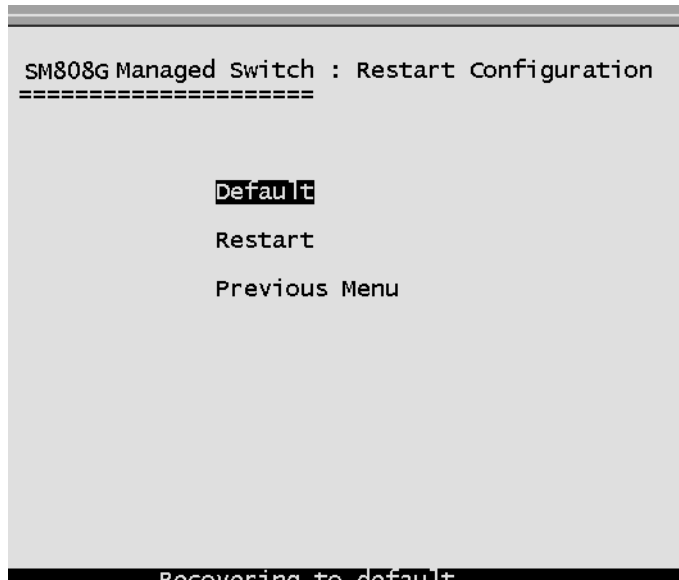 SM808G Managed Switch : Restart Configuration
=====================
Default
Restart
Previous Menu
Recovering to default